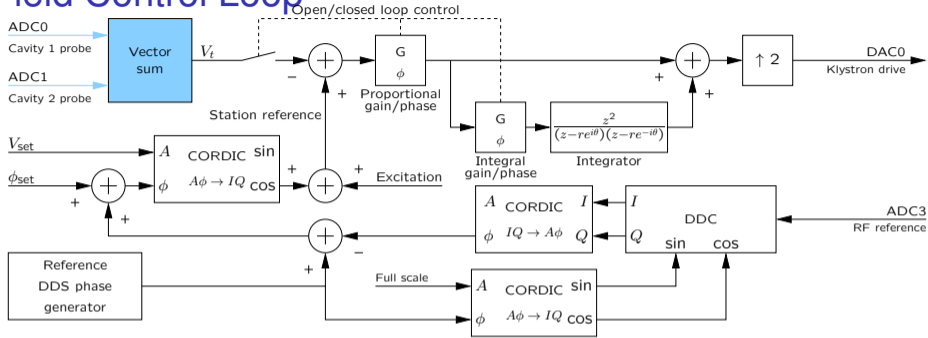 Field Control Loop
Open/closed loop control
ADC0
Cavity 1 probe
ADC1
Cavity 2 probe
Vector
sum
V_t
−
+
G
ϕ
Proportional
gain/phase
+
+
↑ 2
DAC0
Klystron drive
Station reference
G
ϕ
Integral
gain/phase
z^2/((z−re^{iθ})(z−re^{−iθ}))
Integrator
V_set
ϕ_set
+
+
A CORDIC sin
ϕ Aϕ → IQ cos
+
+
Excitation
A CORDIC I
ϕ IQ → Aϕ Q
I
Q
DDC
sin cos
ADC3
RF reference
−
+
Reference
DDS phase
generator
Full scale
A CORDIC sin
ϕ Aϕ → IQ cos